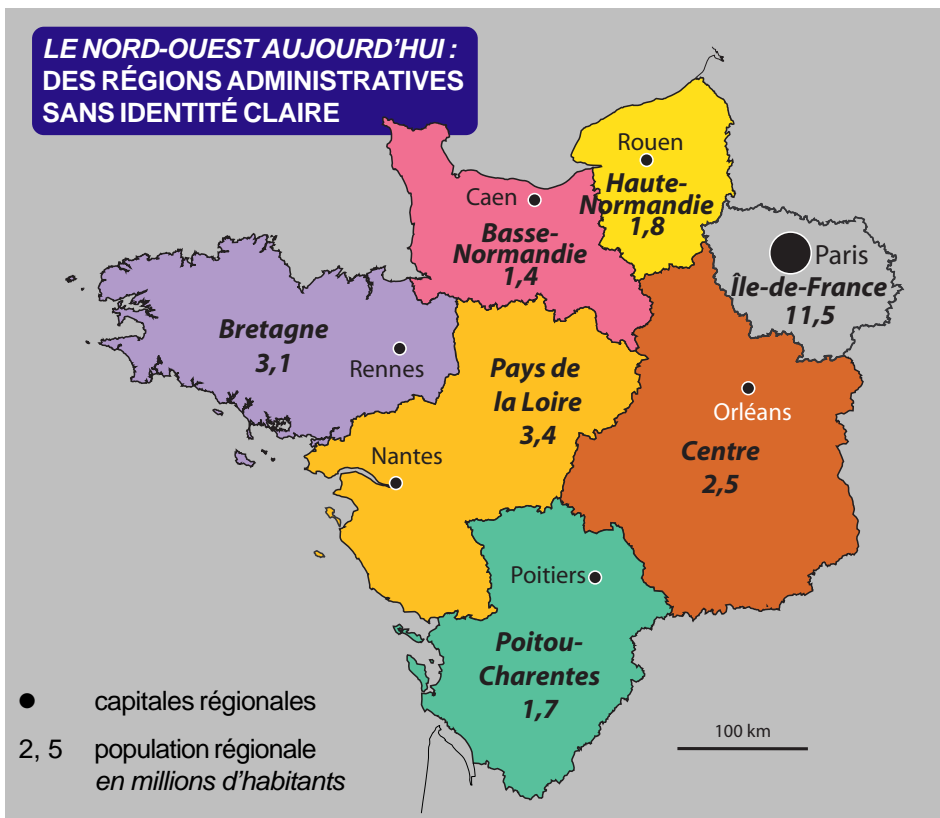 LE NORD-OUEST AUJOURD'HUI :
DES RÉGIONS ADMINISTRATIVES
SANS IDENTITÉ CLAIRE
Rouen
Haute-
Normandie
1,8
Caen
Basse-
Normandie
1,4
Paris
Île-de-France
11,5
Bretagne
3,1
Rennes
Pays de
la Loire
3,4
Orléans
Centre
2,5
Nantes
Poitiers
Poitou-
Charentes
1,7
capitales régionales
2, 5 population régionale
en millions d'habitants
100 km